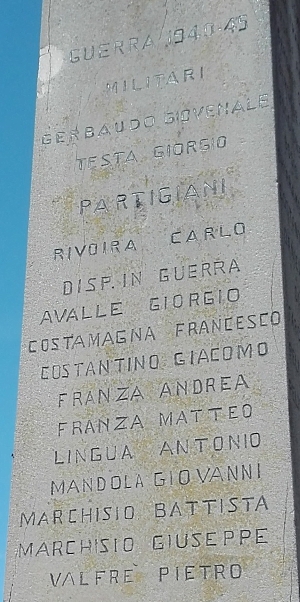 GUERRA 1940-45
MILITARI
GERBAUDO GIOVENALE
TESTA GIORGIO
PARTIGIANI
RIVOIRA CARLO
DISP. IN GUERRA
AVALLE GIORGIO
COSTAMAGNA FRANCESCO
COSTANTINO GIACOMO
FRANZA ANDREA
FRANZA MATTEO
LINGUA ANTONIO
MANDOLA GIOVANNI
MARCHISIO BATTISTA
MARCHISIO GIUSEPPE
VALFRE' PIETRO